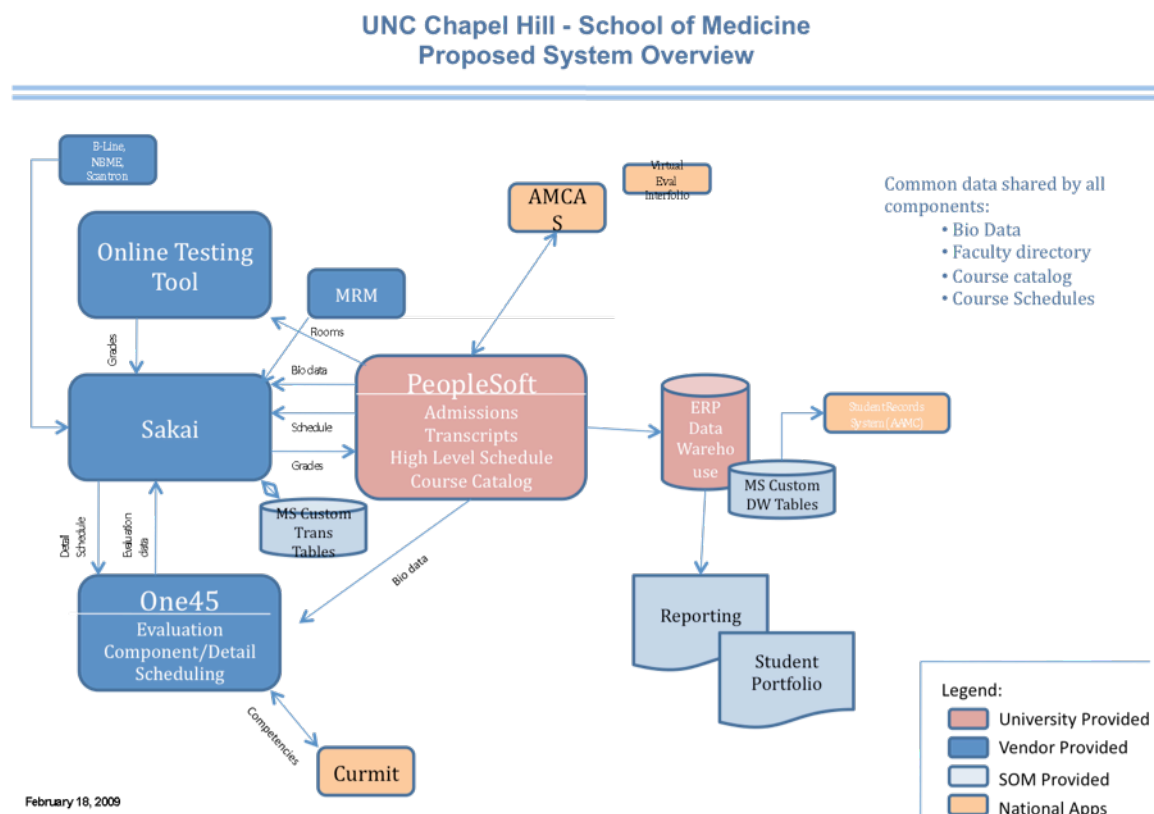 UNC Chapel Hill - School of Medicine
Proposed System Overview
B-Line,
NBME,
Scantron
Virtual
Eval
Interfolio
AMCA
S
Common data shared by all
components:
• Bio Data
• Faculty directory
• Course catalog
• Course Schedules
Online Testing
Tool
MRM
Rooms
Grades
Bio data
PeopleSoft
Admissions
Transcripts
High Level Schedule
Course Catalog
Sakai
Schedule
Grades
ERP
Data
Wareho
use
Student Records
System (AAMC)
MS Custom
DW Tables
MS Custom
Trans
Tables
Detail
Schedule
Evaluation
data
Bio data
One45
Evaluation
Component/Detail
Scheduling
Reporting
Student
Portfolio
Competencies
Curmit
Legend:
University Provided
Vendor Provided
SOM Provided
National Apps
February 18, 2009